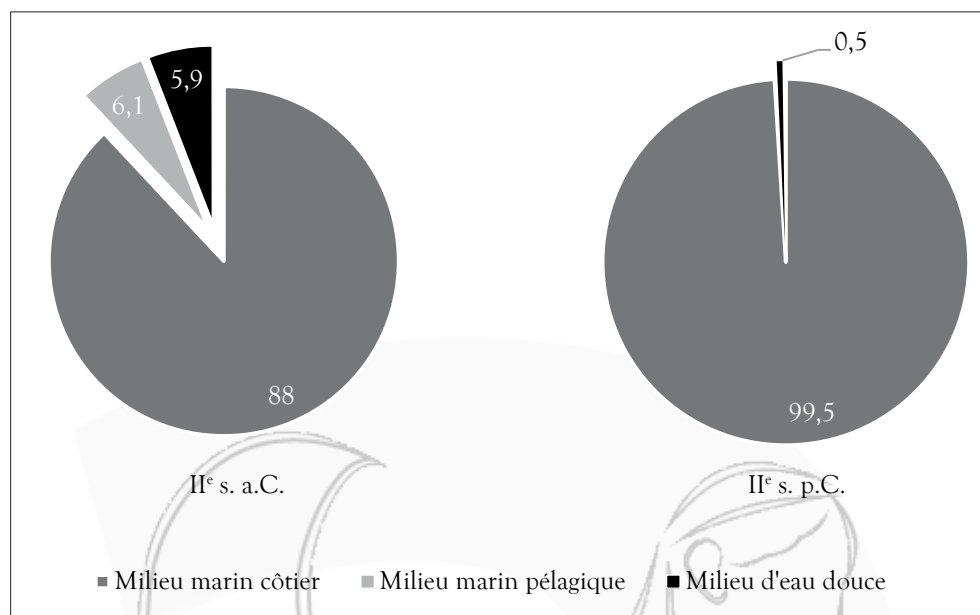 5,9
6,1
88
0,5
99,5
IIᵉ s. a.C.
IIᵉ s. p.C.
Milieu marin côtier
Milieu marin pélagique
Milieu d'eau douce